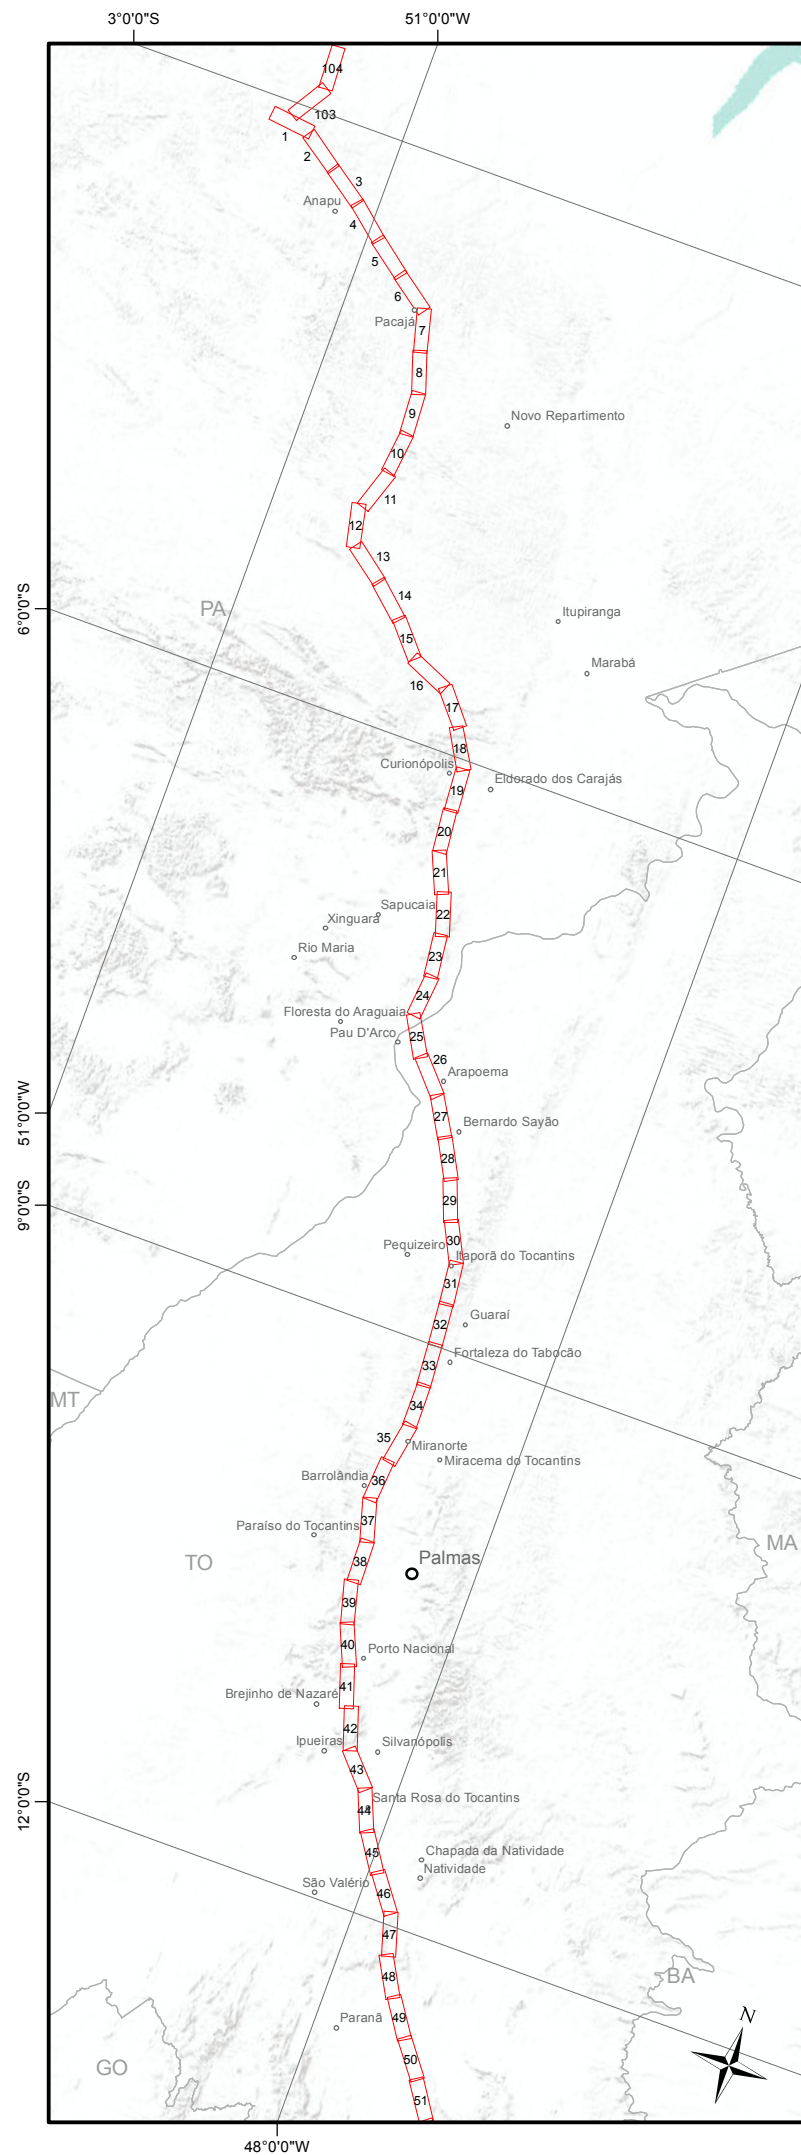 3°0'0"S
51°0'0"W
104
103
1
2
3
Anapu
4
5
6
Pacajá
7
8
9
Novo Repartimento
10
11
12
13
14
PA
Itupiranga
6°0'0"S
15
Marabá
16
17
18
Curionópolis
Eldorado dos Carajás
19
20
21
Sapucaia
22
Xinguara
Rio Maria
23
24
Floresta do Araguaia
Pau D'Arco
25
26
Arapoema
51°0'0"W
27
Bernardo Sayão
28
9°0'0"S
29
30
Pequizeiro
Itaporã do Tocantins
31
Guaraí
32
Fortaleza do Tabocão
33
MT
34
35
Miranorte
Miracema do Tocantins
Barrolândia
36
37
Paraíso do Tocantins
MA
Palmas
38
TO
39
40
Porto Nacional
41
Brejinho de Nazaré
42
Ipueiras
Silvanópolis
43
Santa Rosa do Tocantins
12°0'0"S
44
45
Chapada da Natividade
Natividade
São Valério
46
47
48
BA
49
Paranã
N
50
GO
51
48°0'0"W